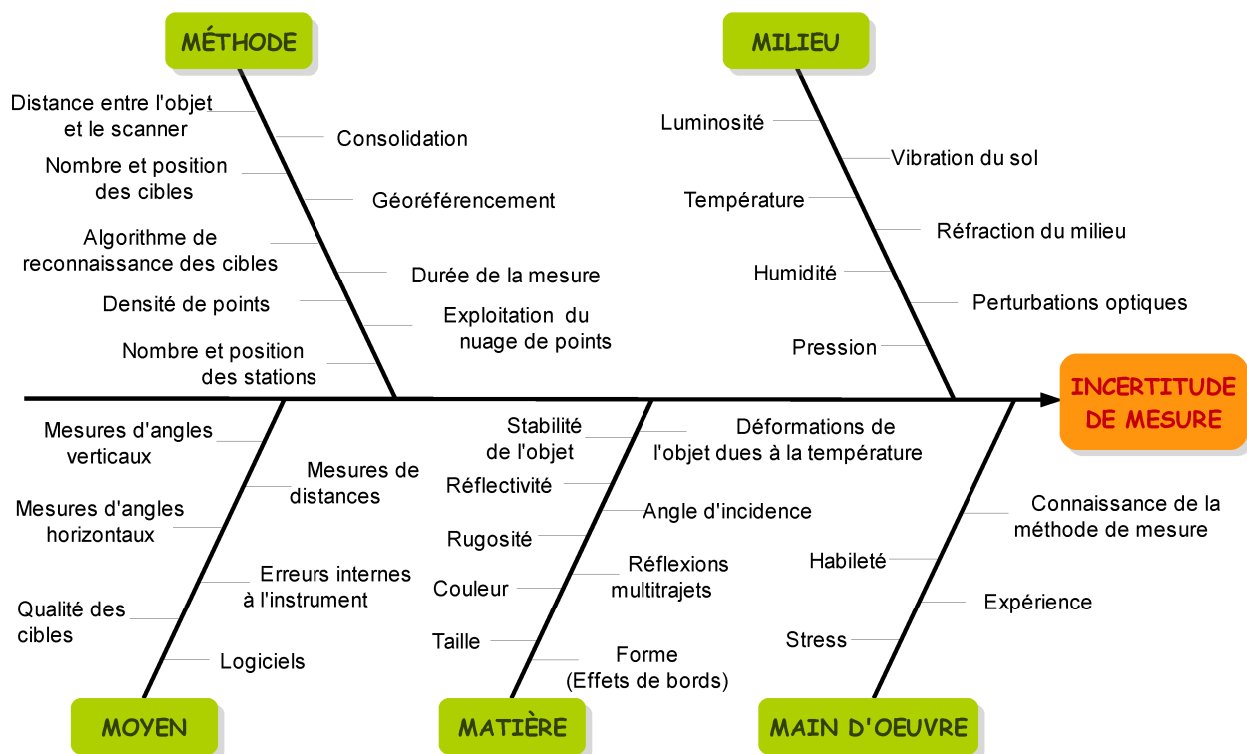 MÉTHODE
Distance entre l'objet
et le scanner
Consolidation
Nombre et position
des cibles
Géoréférencement
Algorithme de
reconnaissance des cibles
Durée de la mesure
Densité de points
Exploitation du
nuage de points
Nombre et position
des stations
MILIEU
Luminosité
Vibration du sol
Température
Réfraction du milieu
Humidité
Perturbations optiques
Pression
INCERTITUDE
DE MESURE
Mesures d'angles
verticaux
Mesures de
distances
Mesures d'angles
horizontaux
Erreurs internes
à l'instrument
Qualité des
cibles
Logiciels
MOYEN
Stabilité
de l'objet
Déformations de
l'objet dues à la température
Réflectivité
Angle d'incidence
Rugosité
Réflexions
multitrajets
Couleur
Taille
Forme
(Effets de bords)
MATIÈRE
Connaissance de la
méthode de mesure
Habileté
Expérience
Stress
MAIN D'OEUVRE